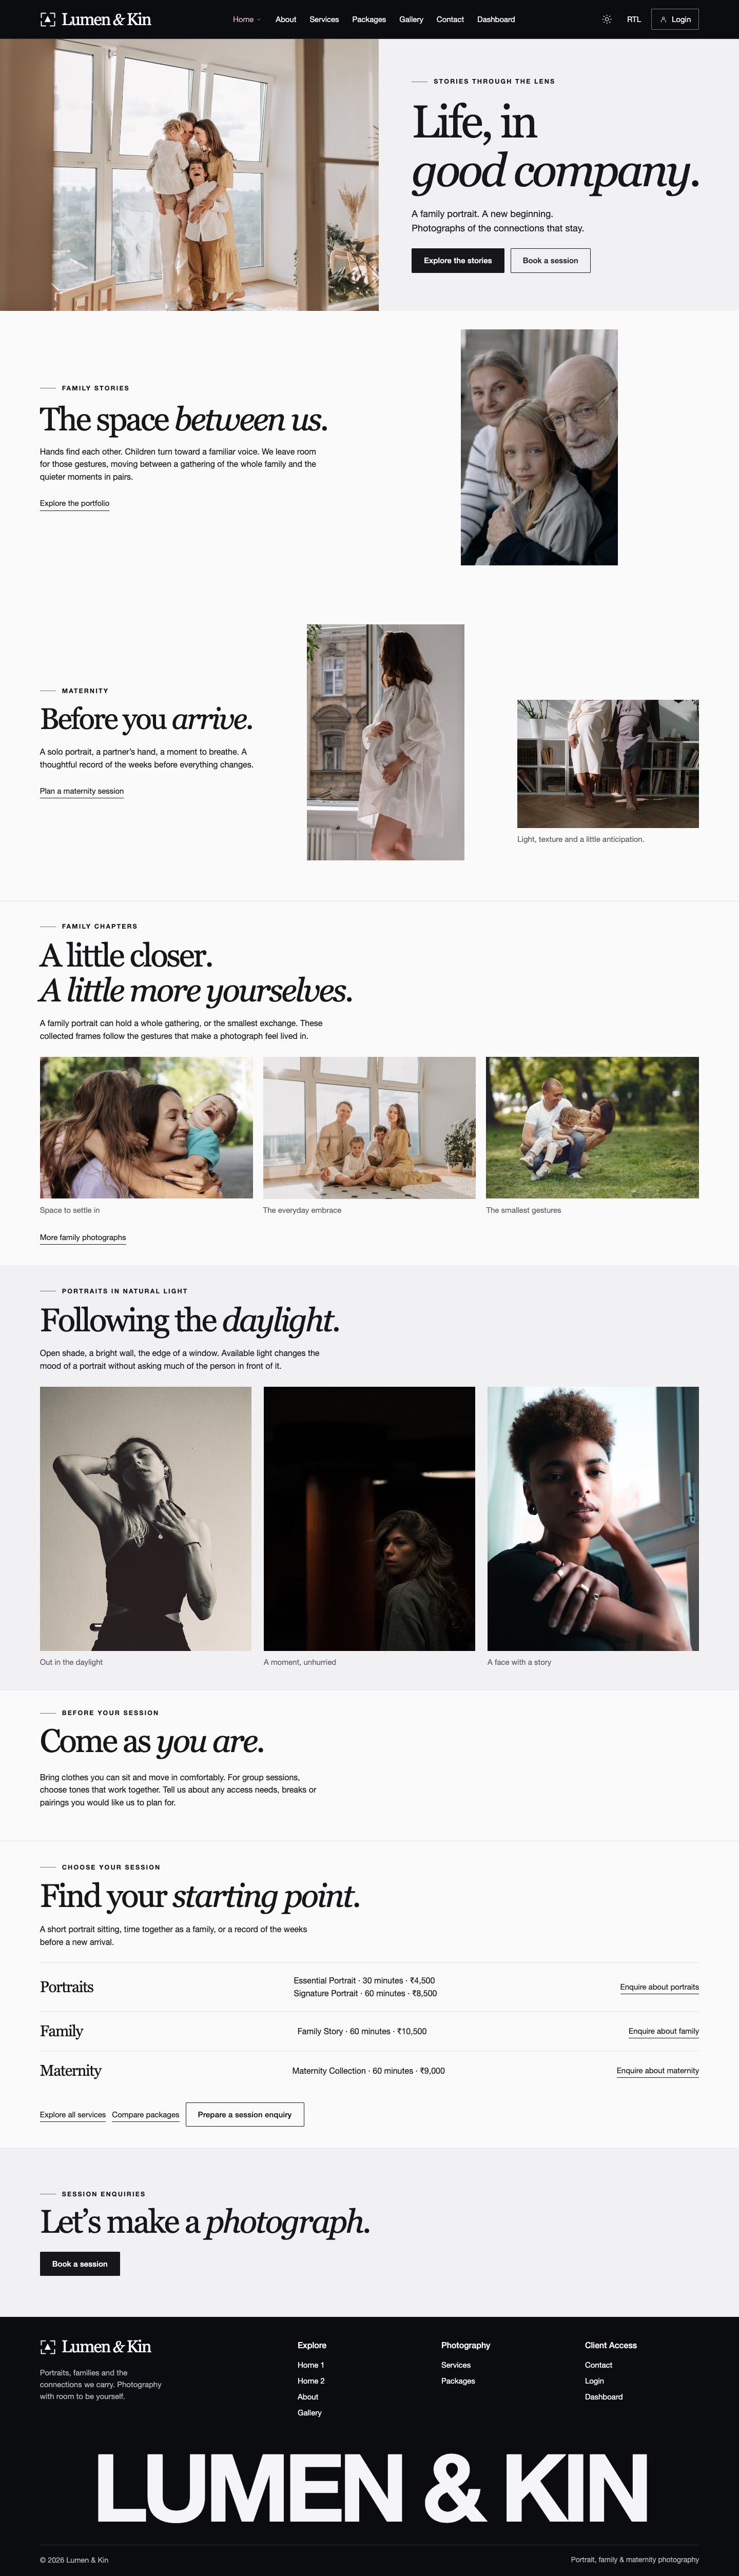 Lumen & Kin
Home
About
Services
Packages
Gallery
Contact
Dashboard
RTL
Login
STORIES THROUGH THE LENS
Life, in
good company.
A family portrait. A new beginning.
Photographs of the connections that stay.
Explore the stories
Book a session
FAMILY STORIES
The space between us.
Hands find each other. Children turn toward a familiar voice. We leave room
for those gestures, moving between a gathering of the whole family and the
quieter moments in pairs.
Explore the portfolio
MATERNITY
Before you arrive.
A solo portrait, a partner’s hand, a moment to breathe. A
thoughtful record of the weeks before everything changes.
Plan a maternity session
Light, texture and a little anticipation.
FAMILY CHAPTERS
A little closer.
A little more yourselves.
A family portrait can hold a whole gathering, or the smallest exchange. These
collected frames follow the gestures that make a photograph feel lived in.
Space to settle in
The everyday embrace
The smallest gestures
More family photographs
PORTRAITS IN NATURAL LIGHT
Following the daylight.
Open shade, a bright wall, the edge of a window. Available light changes the
mood of a portrait without asking much of the person in front of it.
Out in the daylight
A moment, unhurried
A face with a story
BEFORE YOUR SESSION
Come as you are.
Bring clothes you can sit and move in comfortably. For group sessions,
choose tones that work together. Tell us about any access needs, breaks or
pairings you would like us to plan for.
CHOOSE YOUR SESSION
Find your starting point.
A short portrait sitting, time together as a family, or a record of the weeks
before a new arrival.
Portraits
Essential Portrait · 30 minutes · ₹4,500
Signature Portrait · 60 minutes · ₹8,500
Enquire about portraits
Family
Family Story · 60 minutes · ₹10,500
Enquire about family
Maternity
Maternity Collection · 60 minutes · ₹9,000
Enquire about maternity
Explore all services
Compare packages
Prepare a session enquiry
SESSION ENQUIRIES
Let’s make a photograph.
Book a session
Lumen & Kin
Portraits, families and the
connections we carry. Photography
with room to be yourself.
Explore
Home 1
Home 2
About
Gallery
Photography
Services
Packages
Client Access
Contact
Login
Dashboard
LUMEN & KIN
© 2026 Lumen & Kin
Portrait, family & maternity photography